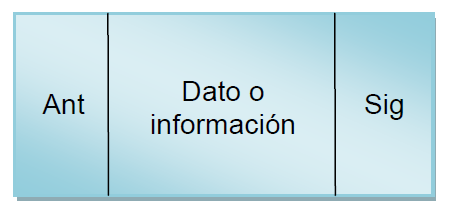 Ant
Dato o
información
Sig